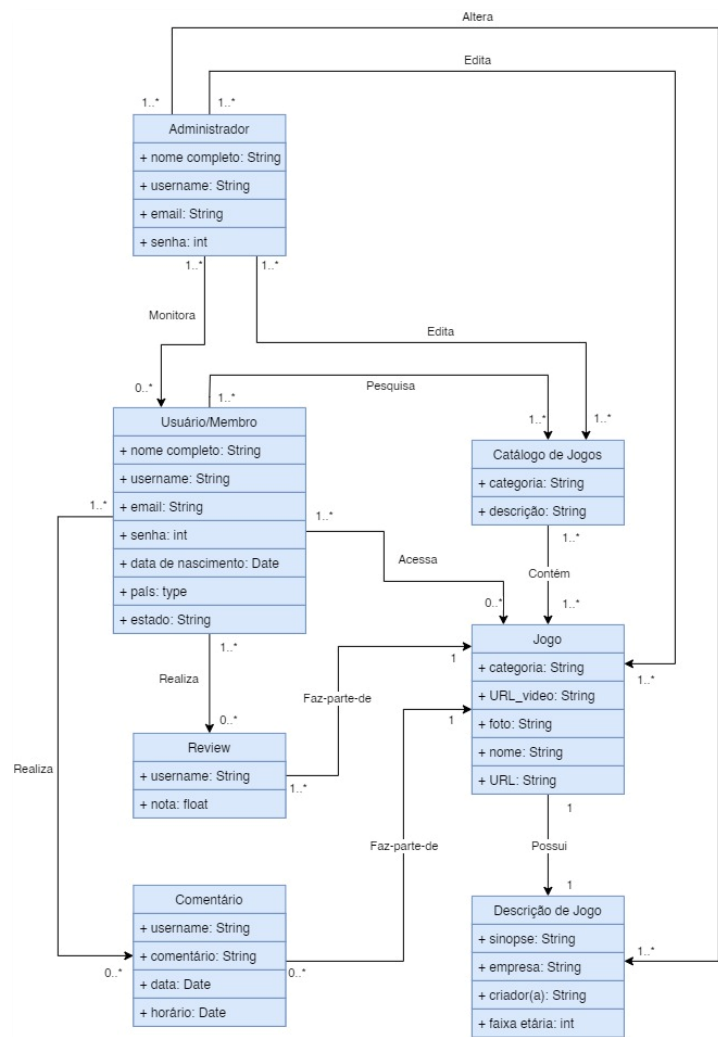 Altera
Edita
1..*
1..*
Administrador
+ nome completo: String
+ username: String
+ email: String
+ senha: int
1..*
1..*
Monitora
Edita
0..*
1..*
Pesquisa
1..*
1..*
Usuário/Membro
+ nome completo: String
+ username: String
+ email: String
+ senha: int
+ data de nascimento: Date
+ país: type
+ estado: String
Catálogo de Jogos
+ categoria: String
+ descrição: String
1..*
1..*
1..*
Acessa
Contém
0..*
1..*
Jogo
+ categoria: String
+ URL_video: String
+ foto: String
+ nome: String
+ URL: String
1..*
1
1..*
Realiza
Faz-parte-de
0..*
1
Review
+ username: String
+ nota: float
1..*
Realiza
1
Faz-parte-de
Possui
1
Comentário
+ username: String
+ comentário: String
+ data: Date
+ horário: Date
0..*
0..*
Descrição de Jogo
+ sinopse: String
+ empresa: String
+ criador(a): String
+ faixa etária: int
1..*